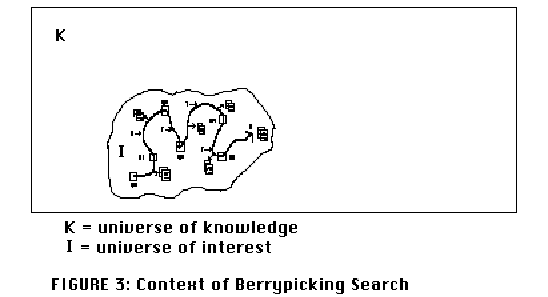 K
I
K = universe of knowledge
I = universe of interest
FIGURE 3: Context of Berrypicking Search